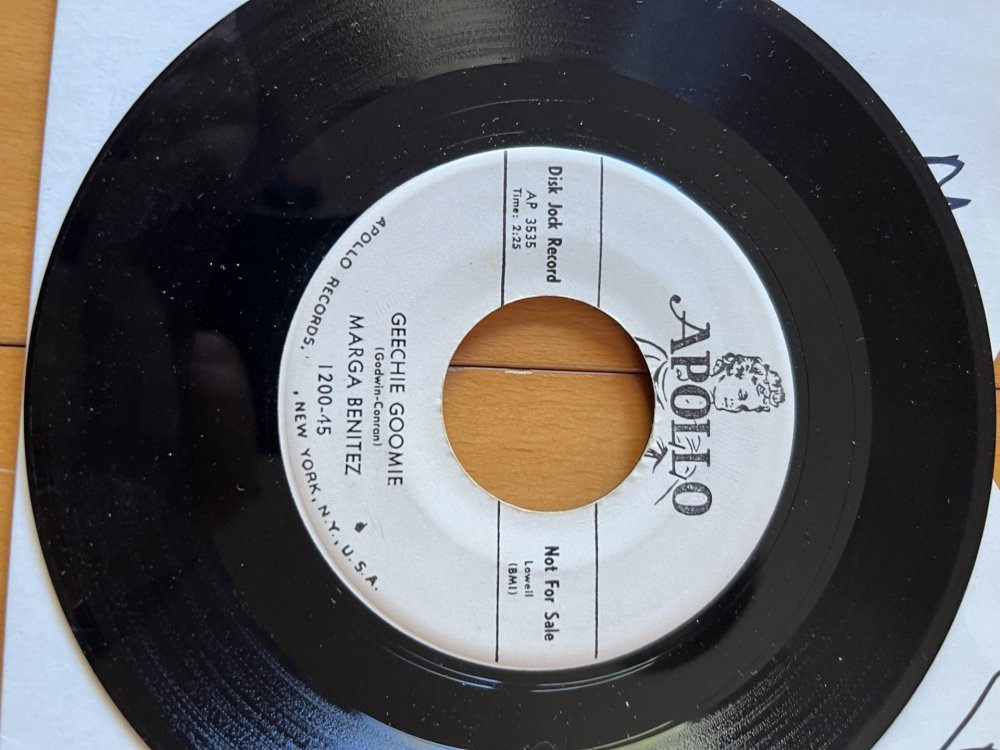 APOLLO
Disk Jock Record
AP 3535
Time: 2:25
Not For Sale
Lowell
(BMI)
GEECHIE GOOMIE
(Godwin-Conran)
MARGA BENITEZ
1200-45
APOLLO RECORDS, NEW YORK, N.Y., U.S.A.